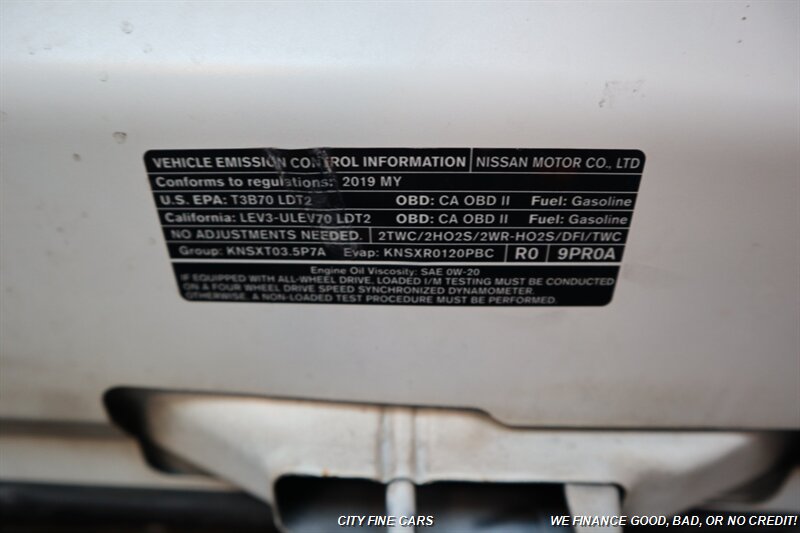 VEHICLE EMISSION CONTROL INFORMATION NISSAN MOTOR CO., LTD
Conforms to regulations: 2019 MY
U.S. EPA: T3B70 LDT2 OBD: CA OBD II Fuel: Gasoline
California: LEV3-ULEV70 LDT2 OBD: CA OBD II Fuel: Gasoline
NO ADJUSTMENTS NEEDED. 2TWC/2HO2S/2WR-HO2S/DFI/TWC
Group: KNSXT03.5P7A Evap: KNSXR0120PBC R0 9PR0A
Engine Oil Viscosity: SAE 0W-20
IF EQUIPPED WITH ALL-WHEEL DRIVE, LOADED I/M TESTING MUST BE CONDUCTED
ON A FOUR WHEEL DRIVE SPEED SYNCHRONIZED DYNAMOMETER.
OTHERWISE, A NON-LOADED TEST PROCEDURE MUST BE PERFORMED.
CITY FINE CARS WE FINANCE GOOD, BAD, OR NO CREDIT!